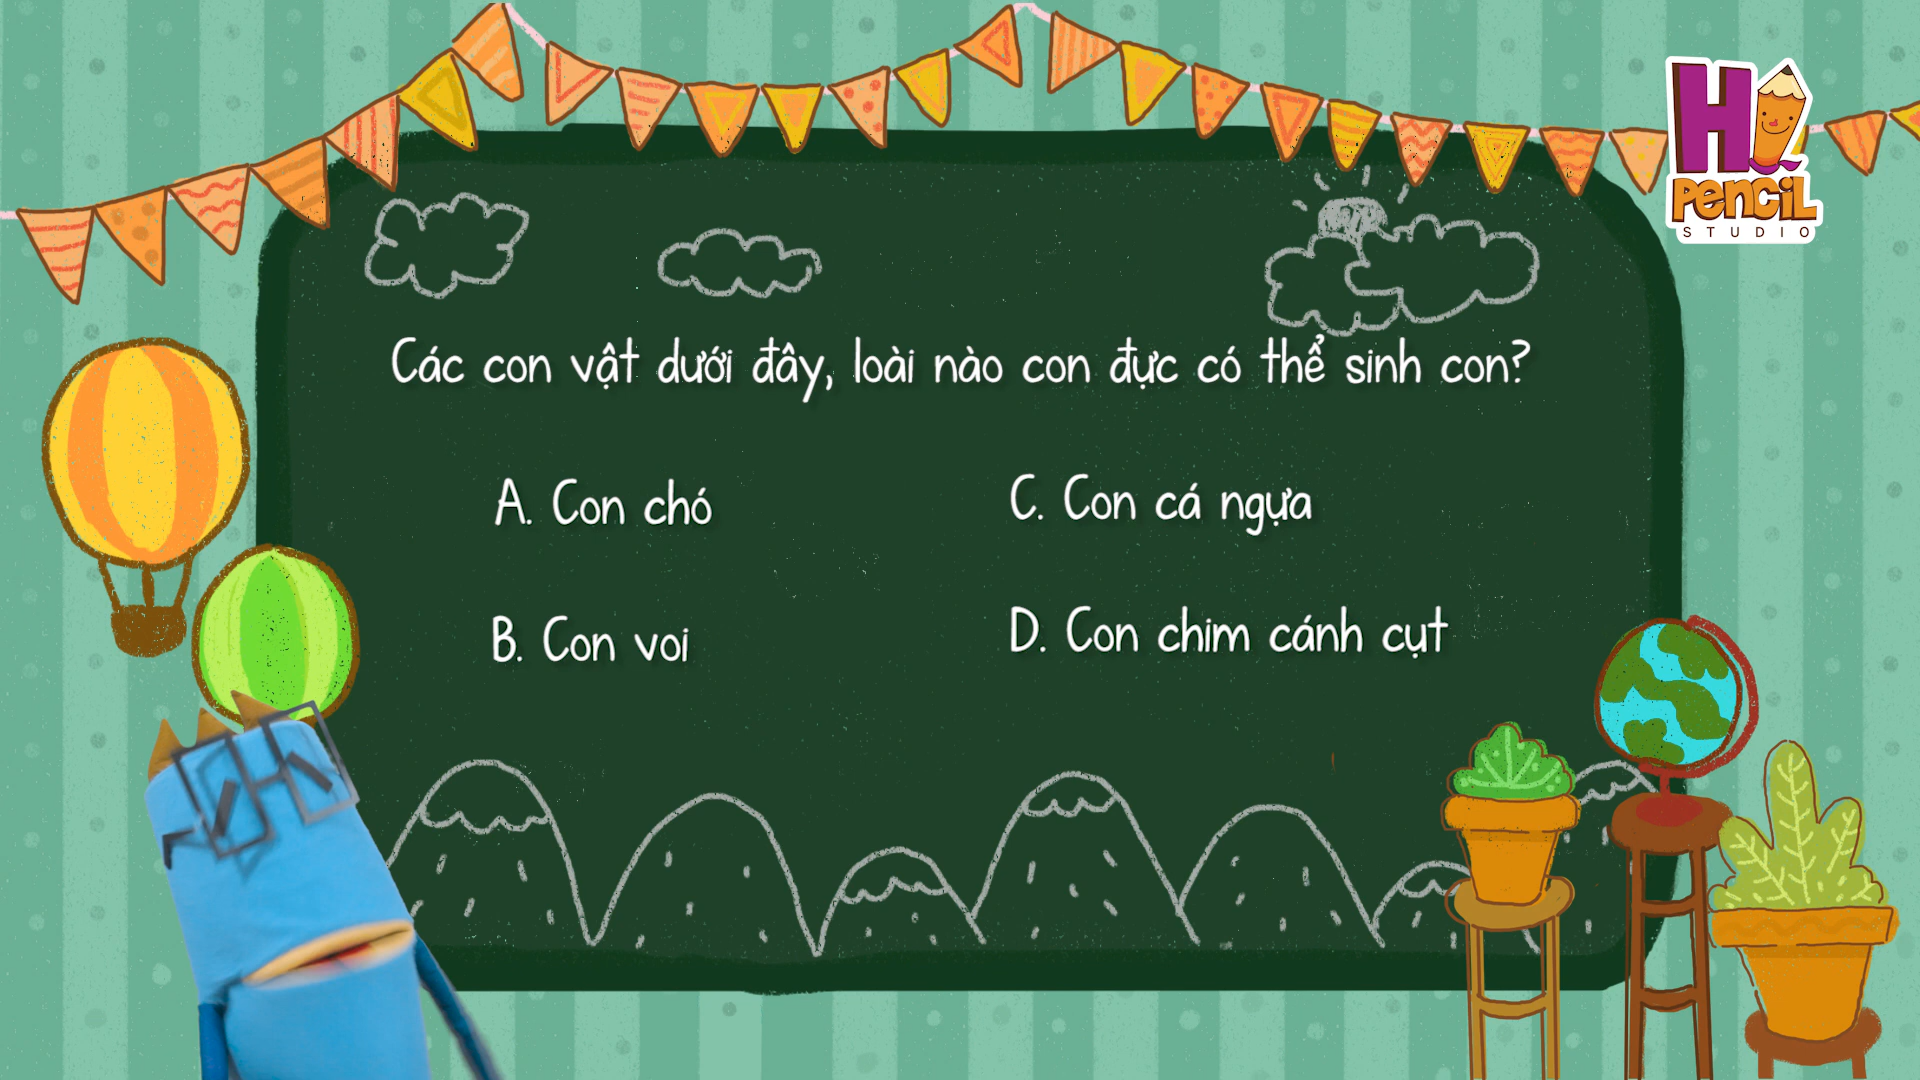 Hi
PENCIL
STUDIO
Các con vật dưới đây, loài nào con đực có thể sinh con?
A. Con chó
C. Con cá ngựa
B. Con voi
D. Con chim cánh cụt